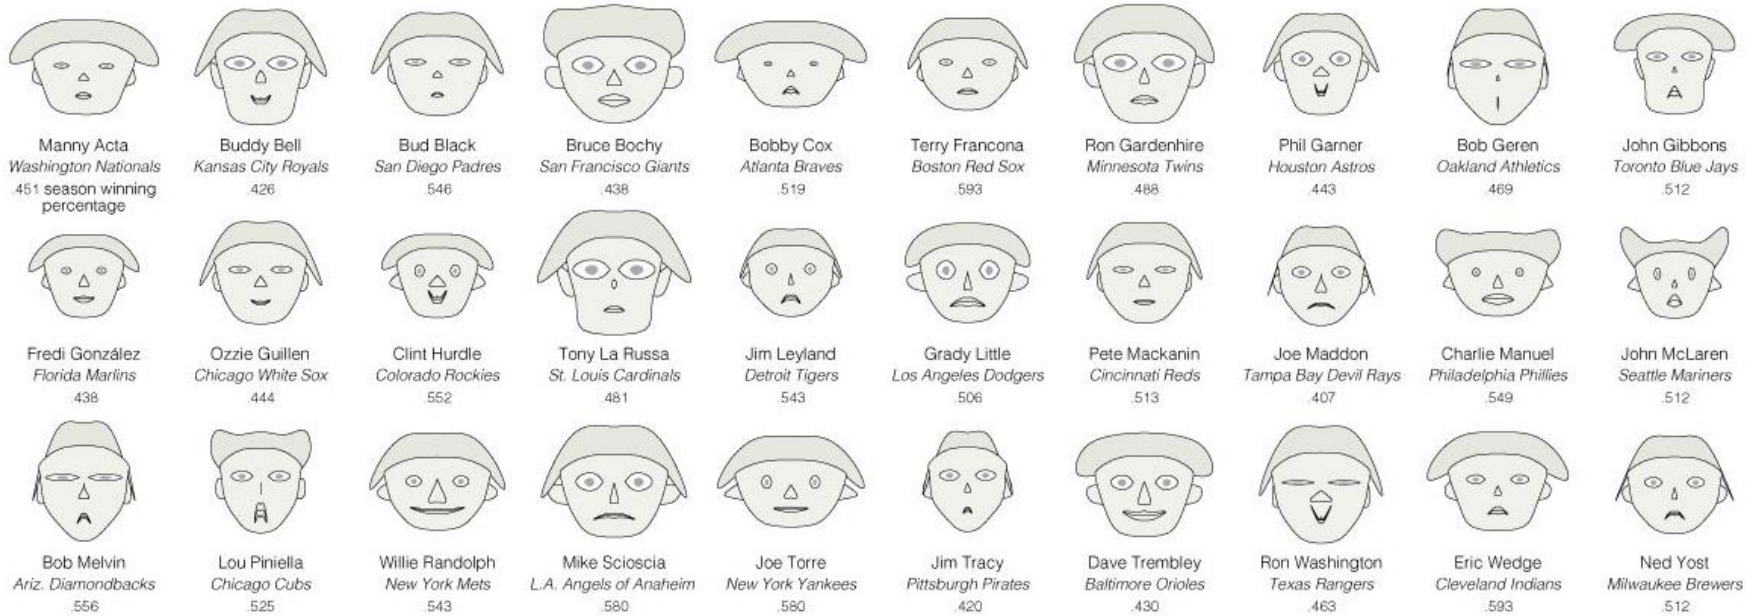 Manny Acta
Washington Nationals
.451 season winning
percentage
Buddy Bell
Kansas City Royals
.426
Bud Black
San Diego Padres
.546
Bruce Bochy
San Francisco Giants
.438
Bobby Cox
Atlanta Braves
.519
Terry Francona
Boston Red Sox
.593
Ron Gardenhire
Minnesota Twins
.488
Phil Garner
Houston Astros
.443
Bob Geren
Oakland Athletics
.469
John Gibbons
Toronto Blue Jays
.512
Fredi González
Florida Marlins
.438
Ozzie Guillen
Chicago White Sox
.444
Clint Hurdle
Colorado Rockies
.552
Tony La Russa
St. Louis Cardinals
.481
Jim Leyland
Detroit Tigers
.543
Grady Little
Los Angeles Dodgers
.506
Pete Mackanin
Cincinnati Reds
.513
Joe Maddon
Tampa Bay Devil Rays
.407
Charlie Manuel
Philadelphia Phillies
.549
John McLaren
Seattle Mariners
.512
Bob Melvin
Ariz. Diamondbacks
.556
Lou Piniella
Chicago Cubs
.525
Willie Randolph
New York Mets
.543
Mike Scioscia
L.A. Angels of Anaheim
.580
Joe Torre
New York Yankees
.580
Jim Tracy
Pittsburgh Pirates
.420
Dave Trembley
Baltimore Orioles
.430
Ron Washington
Texas Rangers
.463
Eric Wedge
Cleveland Indians
.593
Ned Yost
Milwaukee Brewers
.512